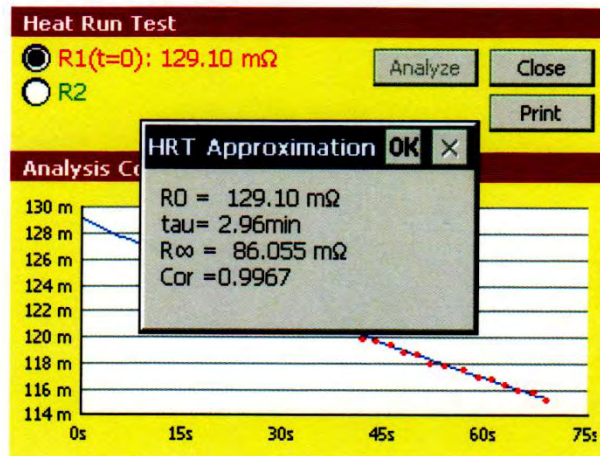 Heat Run Test
R1(t=0): 129.10 mΩ
R2
Analyze
Close
Print
HRT Approximation OK ×
R0 = 129.10 mΩ
tau= 2.96min
R∞ = 86.055 mΩ
Cor =0.9967
Analysis Co
130 m
128 m
126 m
124 m
122 m
120 m
118 m
116 m
114 m
0s 15s 30s 45s 60s 75s